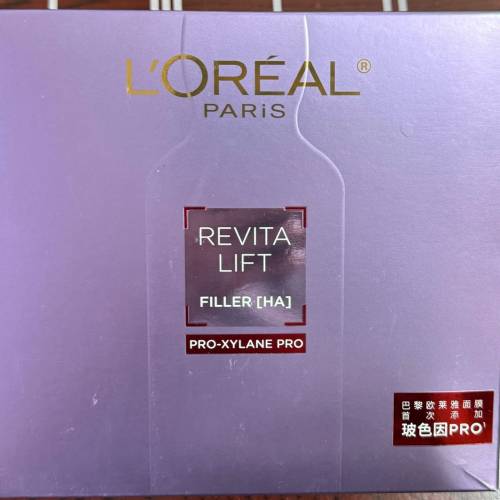 L'ORÉAL®
PARiS
REVITA
LIFT
FILLER [HA]
PRO-XYLANE PRO
巴黎欧莱雅面膜
首次添加
玻色因PRO¹